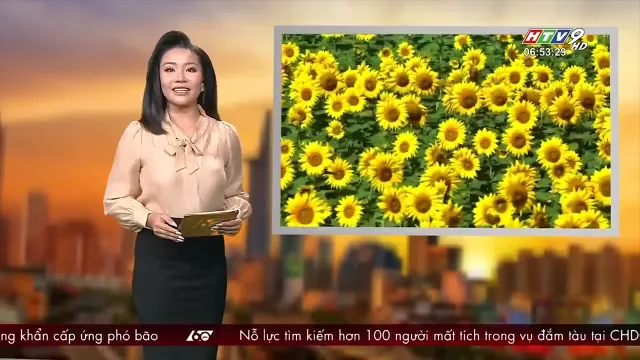 HTV9 HD
06:53:29
ng khẩn cấp ứng phó bão
60 Nỗ lực tìm kiếm hơn 100 người mất tích trong vụ đắm tàu tại CHD